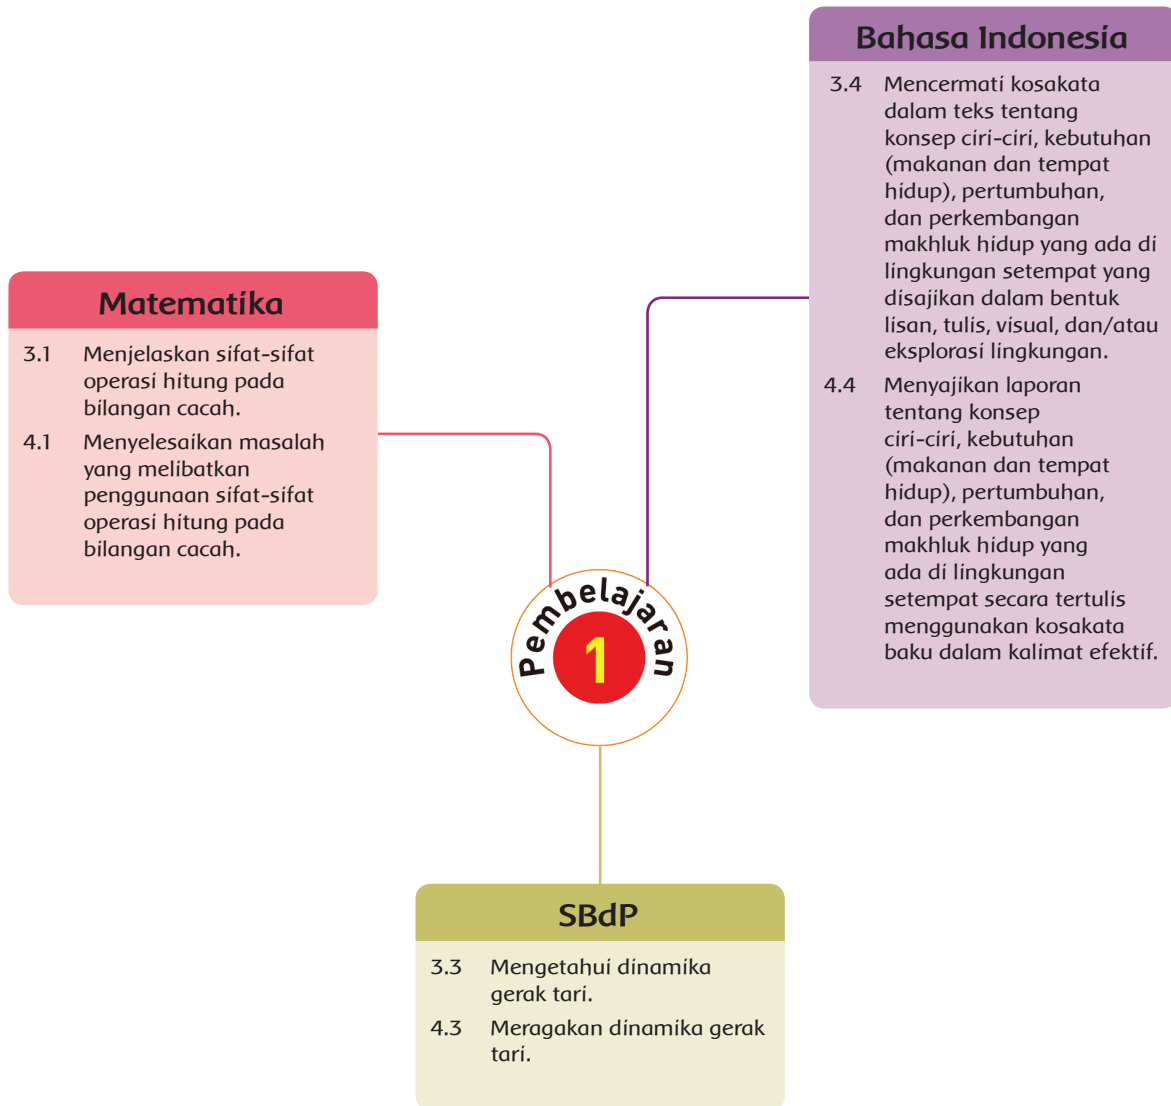 Bahasa Indonesia
3.4 Mencermati kosakata
dalam teks tentang
konsep ciri-ciri, kebutuhan
(makanan dan tempat
hidup), pertumbuhan,
dan perkembangan
makhluk hidup yang ada di
lingkungan setempat yang
disajikan dalam bentuk
lisan, tulis, visual, dan/atau
eksplorasi lingkungan.
4.4 Menyajikan laporan
tentang konsep
ciri-ciri, kebutuhan
(makanan dan tempat
hidup), pertumbuhan,
dan perkembangan
makhluk hidup yang
ada di lingkungan
setempat secara tertulis
menggunakan kosakata
baku dalam kalimat efektif.
Matematika
3.1 Menjelaskan sifat-sifat
operasi hitung pada
bilangan cacah.
4.1 Menyelesaikan masalah
yang melibatkan
penggunaan sifat-sifat
operasi hitung pada
bilangan cacah.
Pembelajaran
1
SBdP
3.3 Mengetahui dinamika
gerak tari.
4.3 Meragakan dinamika gerak
tari.